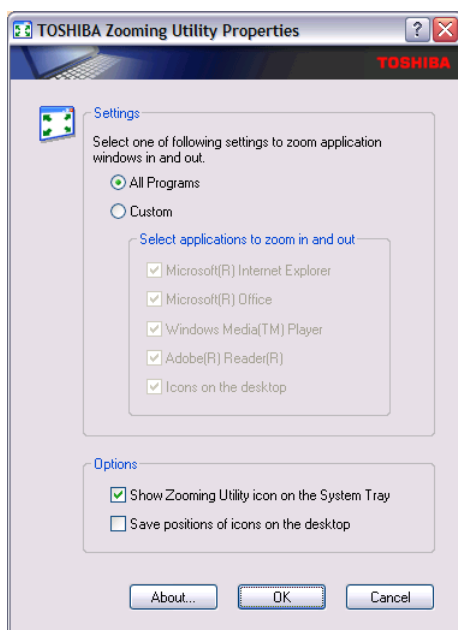 TOSHIBA Zooming Utility Properties
TOSHIBA
Settings
Select one of following settings to zoom application
windows in and out.
All Programs
Custom
Select applications to zoom in and out
Microsoft(R) Internet Explorer
Microsoft(R) Office
Windows Media(TM) Player
Adobe(R) Reader(R)
Icons on the desktop
Options
Show Zooming Utility icon on the System Tray
Save positions of icons on the desktop
About... OK Cancel